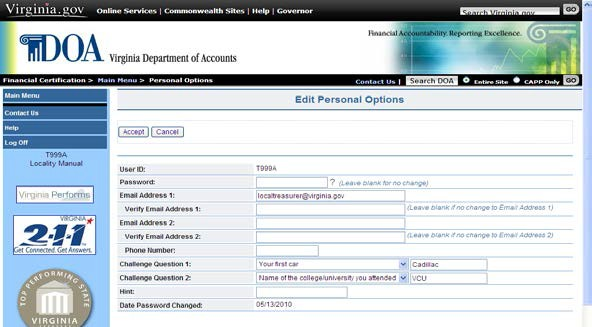 Virginia.gov Online Services | Commonwealth Sites | Help | Governor Search Virginia.gov GO
Financial Accountability. Reporting Excellence.
DOA Virginia Department of Accounts
Financial Certification > Main Menu > Personal Options Contact Us | Search DOA Entire Site CAPP Only GO
Main Menu
Contact Us
Help
Log Off
T999A
Locality Manual
Virginia Performs
VIRGINIA
2-1-1
Get Connected. Get Answers.
TOP PERFORMING STATE
VIRGINIA
Edit Personal Options
Accept Cancel
User ID: T999A
Password: ? (Leave blank for no change)
Email Address 1: localtreasurer@virginia.gov
Verify Email Address 1: (Leave blank if no change to Email Address 1)
Email Address 2:
Verify Email Address 2: (Leave blank if no change to Email Address 2)
Phone Number:
Challenge Question 1: Your first car Cadillac
Challenge Question 2: Name of the college/university you attended VCU
Hint:
Date Password Changed: 05/13/2010